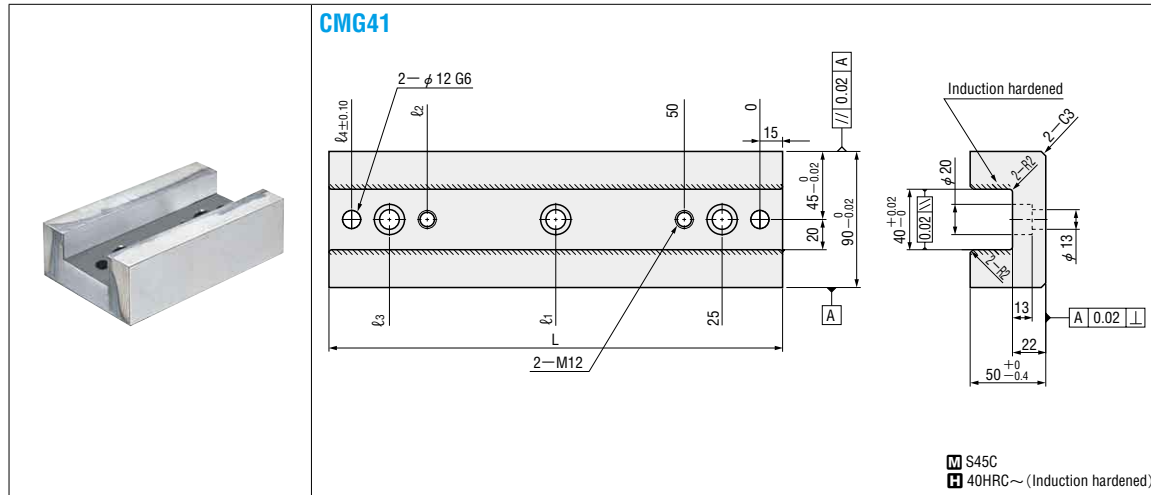 CMG41
2—φ 12 G6
ℓ4±0.10
ℓ2
50
0
15
// 0.02 A
45 0 -0.02
90 0 -0.02
20
ℓ3
ℓ1
25
A
L
2—M12
Induction hardened
2—C3
φ 20
2-R2
40 +0.02 -0
0.02 //
2-R2
φ 13
13
A 0.02 ⊥
22
50 +0 -0.4
M S45C
H 40HRC～(Induction hardened)